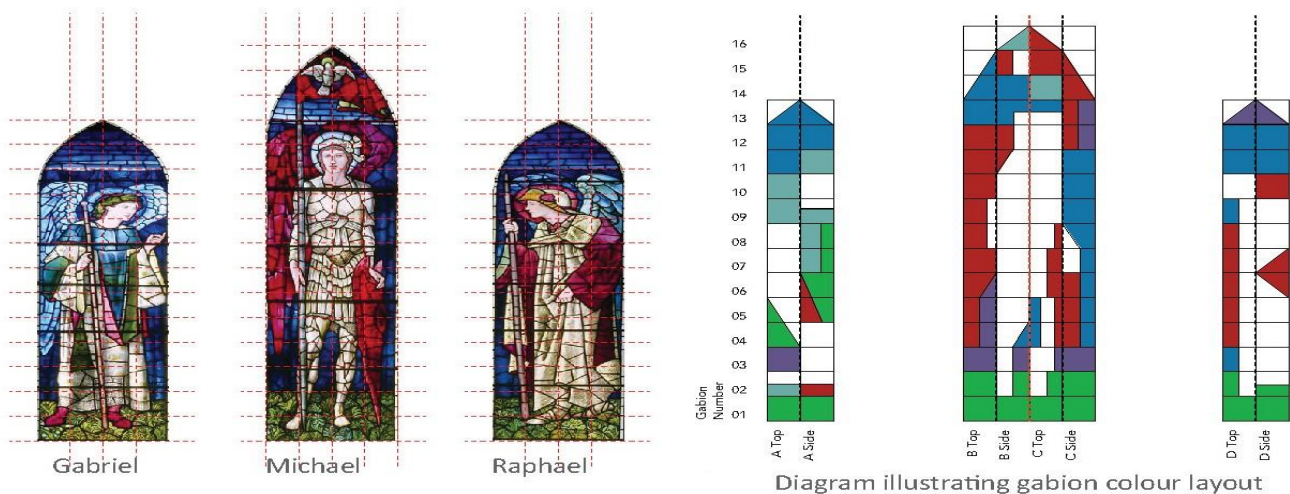 Gabriel
Michael
Raphael
16
15
14
13
12
11
10
09
08
07
06
05
04
03
02
01
Gabion
Number
A Top
A Side
B Top
B Side
C Top
C Side
D Top
D Side
Diagram illustrating gabion colour layout